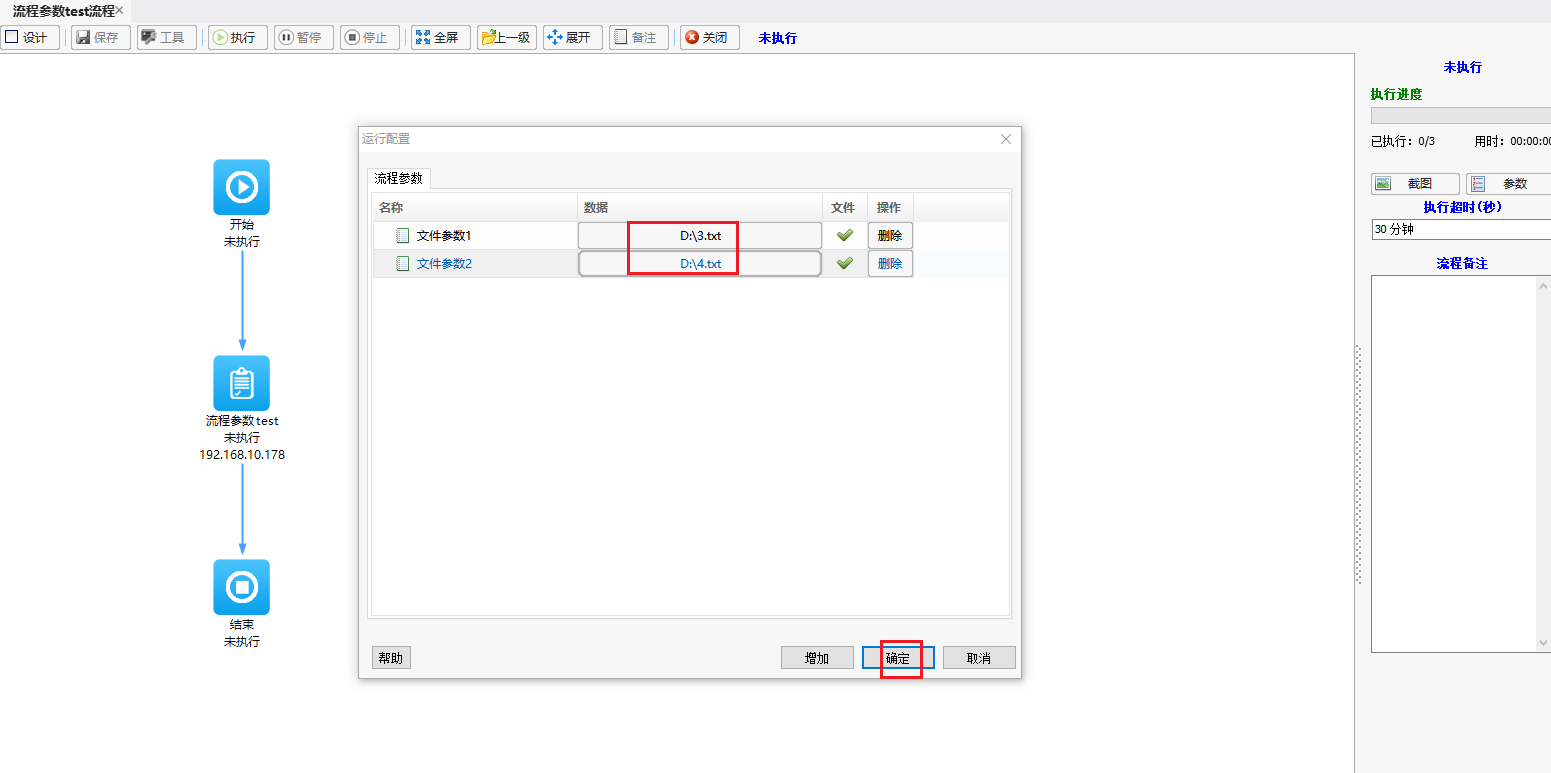 流程参数test流程×
设计 保存 工具 执行 暂停 停止 全屏 上一级 展开 备注 关闭 未执行
开始
未执行
流程参数test
未执行
192.168.10.178
结束
未执行
运行配置
流程参数
名称 数据 文件 操作
文件参数1 D:\3.txt 删除
文件参数2 D:\4.txt 删除
帮助 增加 确定 取消
未执行
执行进度
已执行：0/3 用时：00:00:00
截图 参数
执行超时(秒)
30 分钟
流程备注